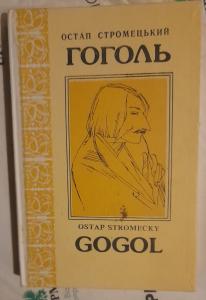 ОСТАП СТРОМЕЦЬКИЙ
ГОГОЛЬ
OSTAP STROMECKY
GOGOL